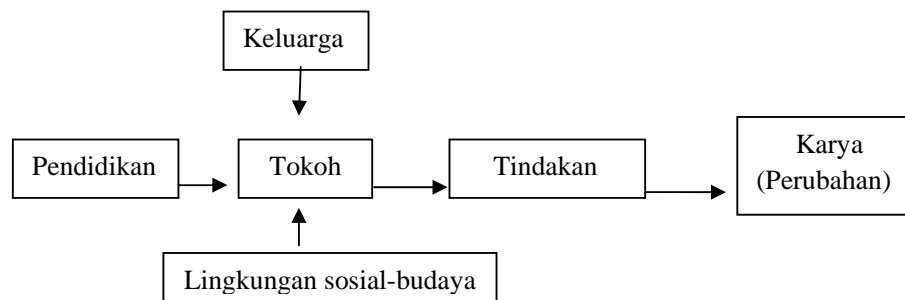 Keluarga
Pendidikan
Tokoh
Tindakan
Karya
(Perubahan)
Lingkungan sosial-budaya